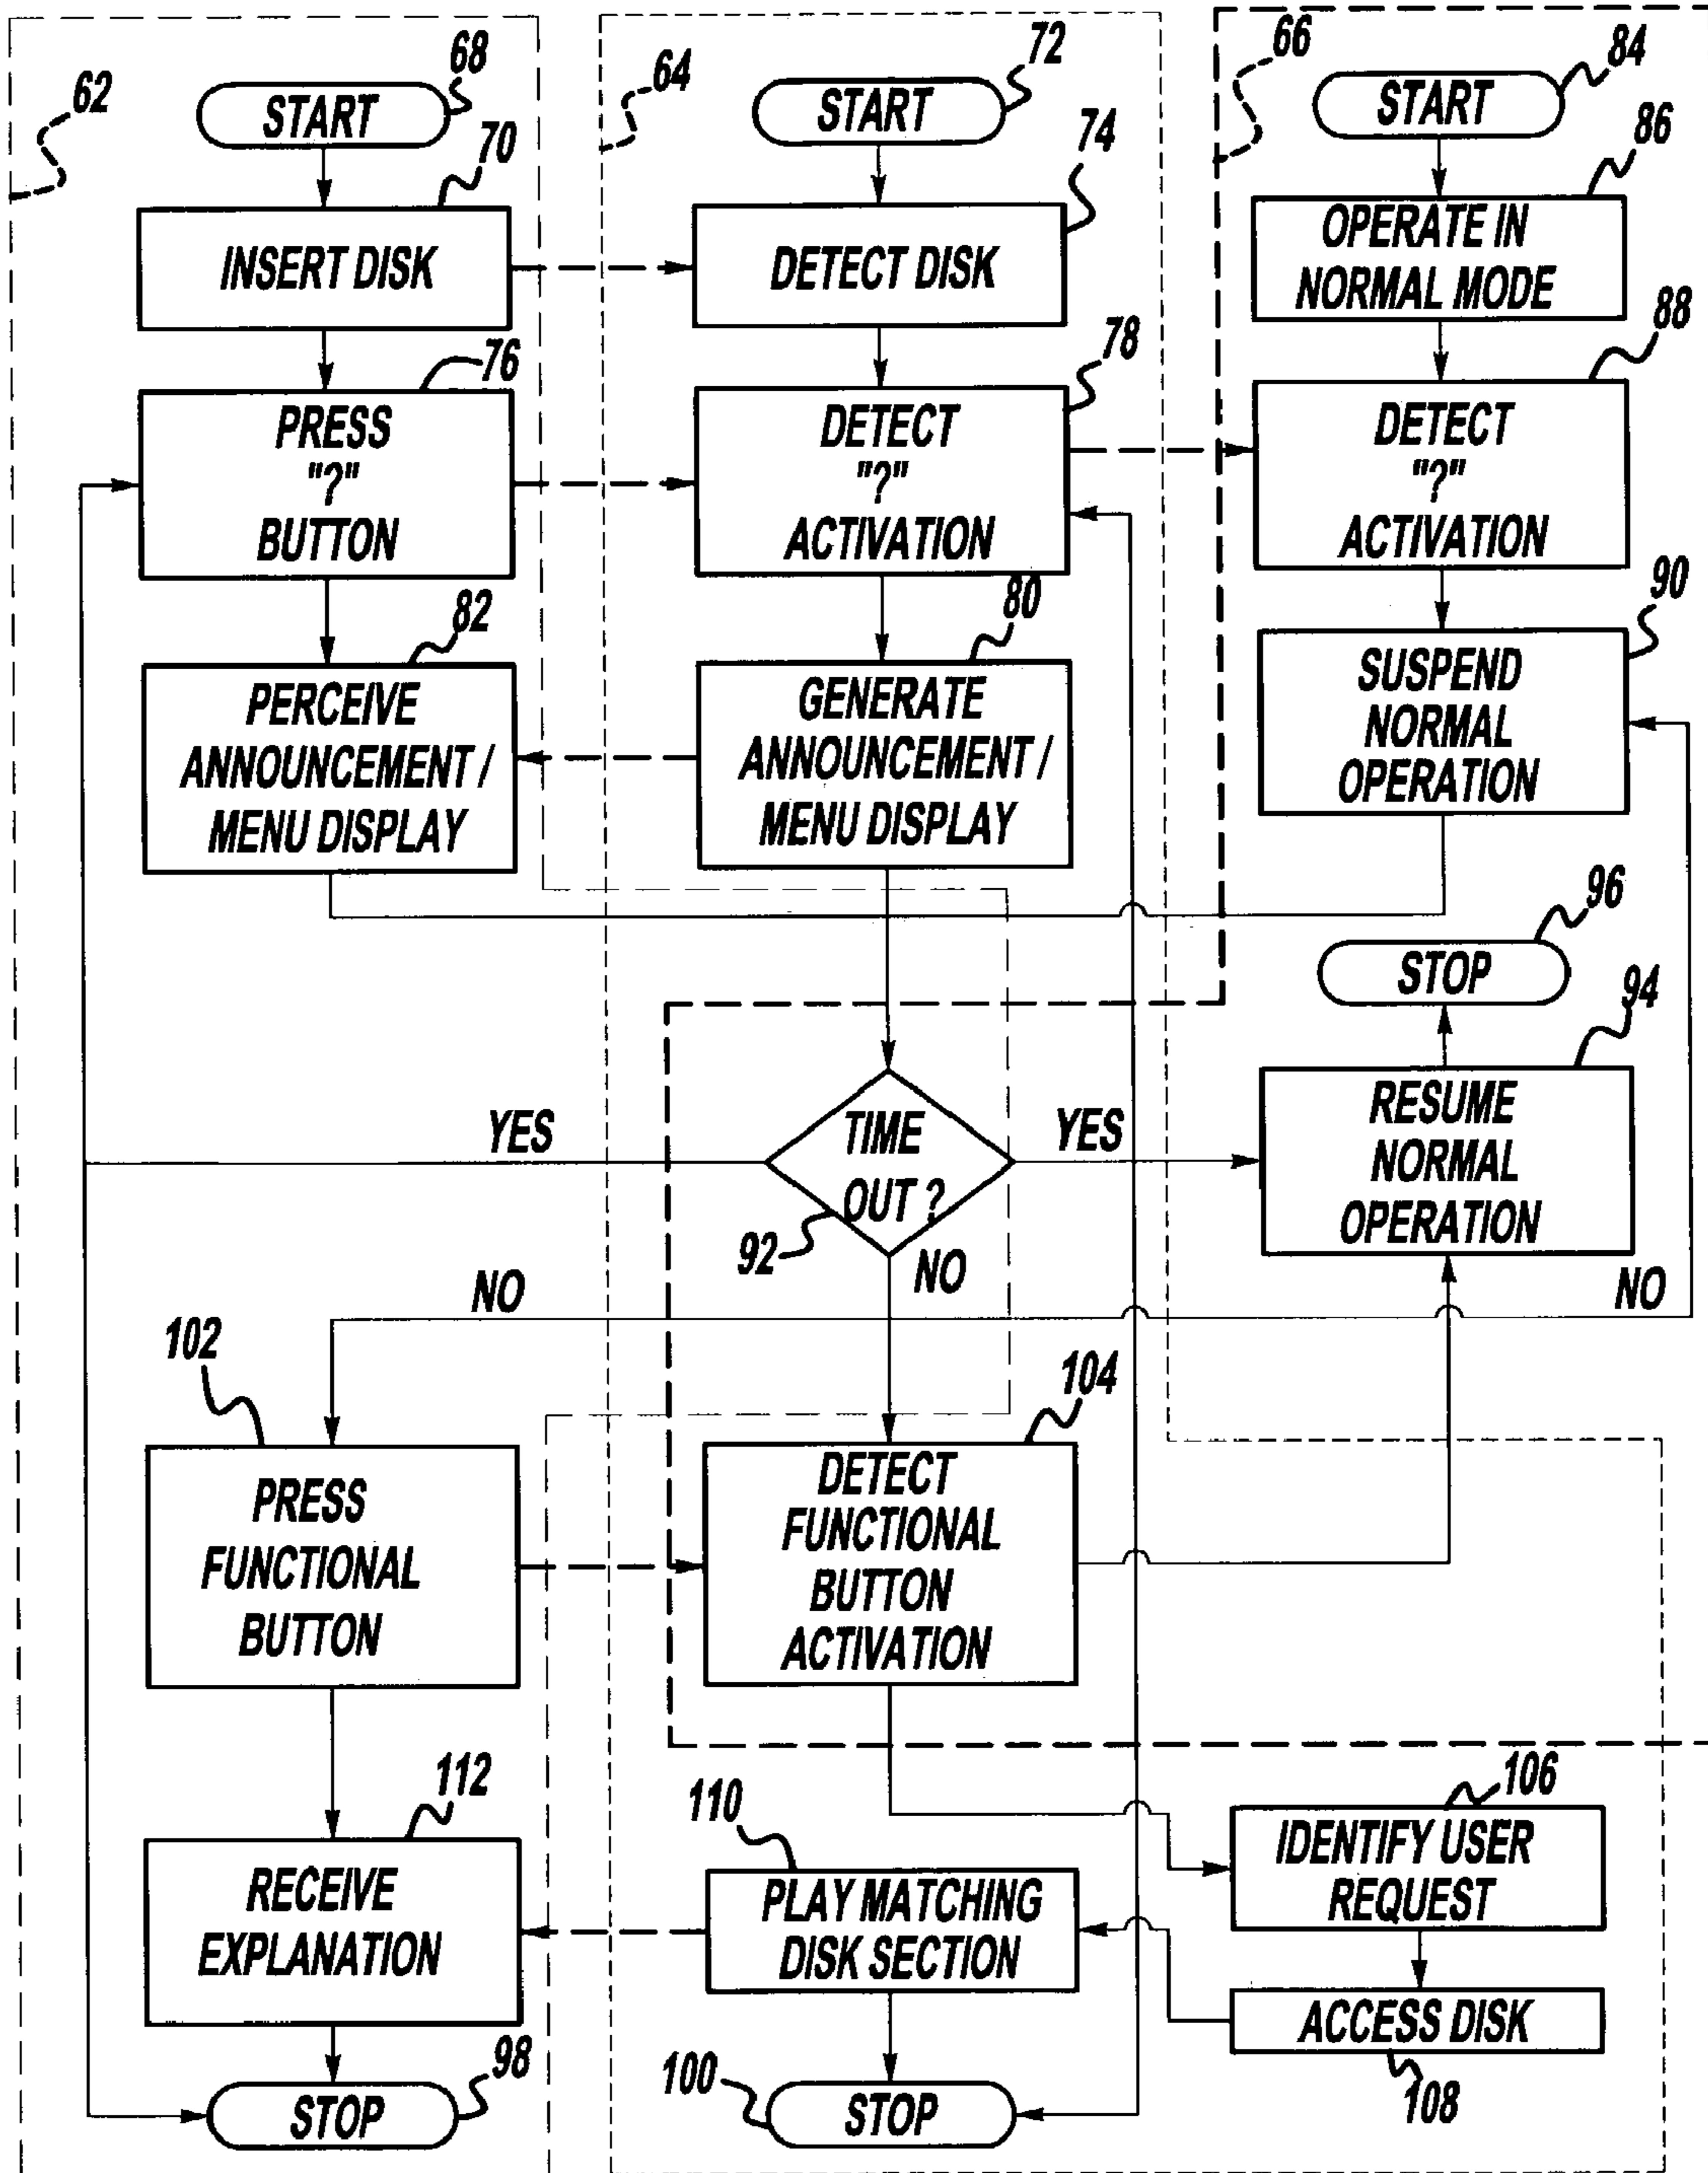 62
68
START
70
INSERT DISK
76
PRESS
"?"
BUTTON
82
PERCEIVE
ANNOUNCEMENT /
MENU DISPLAY
64
72
START
74
DETECT DISK
78
DETECT
"?"
ACTIVATION
80
GENERATE
ANNOUNCEMENT /
MENU DISPLAY
66
84
START
86
OPERATE IN
NORMAL MODE
88
DETECT
"?"
ACTIVATION
90
SUSPEND
NORMAL
OPERATION
96
STOP
94
RESUME
NORMAL
OPERATION
YES
TIME
OUT ?
92
YES
NO
NO
NO
102
PRESS
FUNCTIONAL
BUTTON
104
DETECT
FUNCTIONAL
BUTTON
ACTIVATION
112
RECEIVE
EXPLANATION
110
PLAY MATCHING
DISK SECTION
106
IDENTIFY USER
REQUEST
ACCESS DISK
108
98
STOP
100
STOP